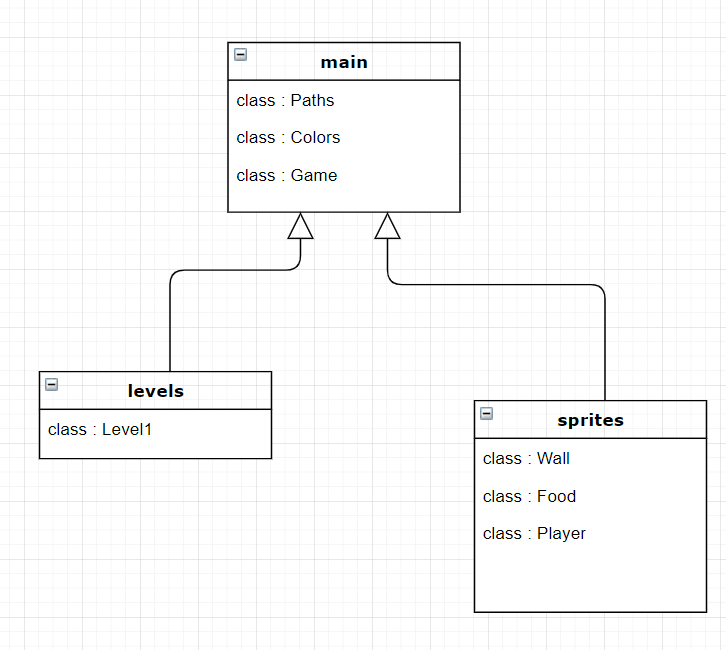 main
class : Paths
class : Colors
class : Game
levels
class : Level1
sprites
class : Wall
class : Food
class : Player